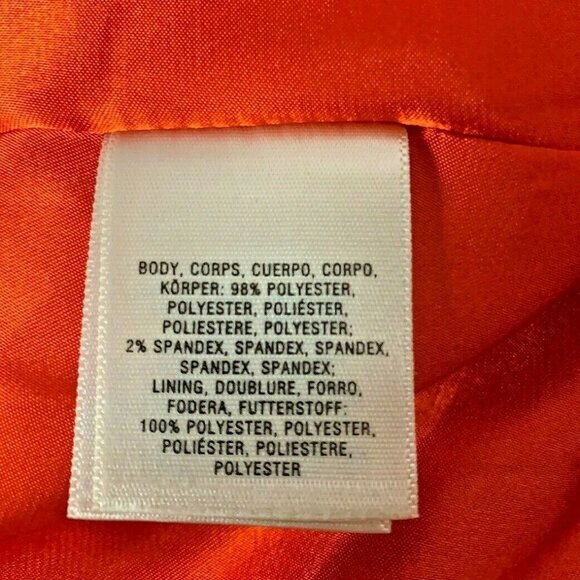 BODY, CORPS, CUERPO, CORPO,
KÖRPER: 98% POLYESTER,
POLYESTER, POLIÉSTER,
POLIESTERE, POLYESTER;
2% SPANDEX, SPANDEX, SPANDEX,
SPANDEX, SPANDEX;
LINING, DOUBLURE, FORRO,
FODERA, FUTTERSTOFF:
100% POLYESTER, POLYESTER,
POLIÉSTER, POLIESTERE,
POLYESTER